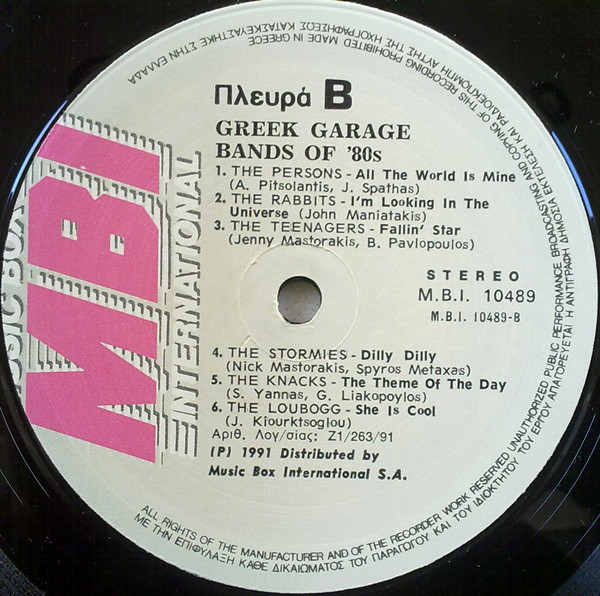 Πλευρά B
GREEK GARAGE
BANDS OF '80s
1. THE PERSONS - All The World Is Mine
(A. Pitsolantis, J. Spathas)
2. THE RABBITS - I'm Looking In The
Universe (John Maniatakis)
3. THE TEENAGERS - Fallin' Star
(Jenny Mastorakis, B. Pavlopoulos)
STEREO
M.B.I. 10489
M.B.I. 10489-B
4. THE STORMIES - Dilly Dilly
(Nick Mastorakis, Spyros Metaxas)
5. THE KNACKS - The Theme Of The Day
(S. Yannas, G. Liakopoylos)
6. THE LOUBOGG - She Is Cool
(J. Kiourktsoglou)
Αριθ. Λογ/σίας: Ζ1/263/91
(P) 1991 Distributed by
Music Box International S.A.
MBI
INTERNATIONAL
BOX
ALL RIGHTS OF THE MANUFACTURER AND OF THE RECORDER WORK RESERVED UNAUTHORIZED PUBLIC PERFORMANCE BROADCASTING AND COPYING OF THIS RECORDING PROHIBITED MADE IN GREECE
ΜΕ ΤΗΝ ΕΠΙΦΥΛΑΞΗ ΚΑΘΕ ΔΙΚΑΙΩΜΑΤΟΣ ΤΟΥ ΠΑΡΑΓΩΓΟΥ ΚΑΙ ΤΟΥ ΙΔΙΟΚΤΗΤΟΥ ΤΟΥ ΕΡΓΟΥ ΑΠΑΓΟΡΕΥΕΤΑΙ Η ΑΝΤΙΓΡΑΦΗ ΔΗΜΟΣΙΑ ΕΚΤΕΛΕΣΗ ΚΑΙ ΡΑΔΙΟΕΚΠΟΜΠΗ ΑΥΤΗΣ ΤΗΣ ΗΧΟΓΡΑΦΗΣΕΩΣ ΚΑΤΑΣΚΕΥΑΣΤΗΚΕ ΣΤΗΝ ΕΛΛΑΔΑ